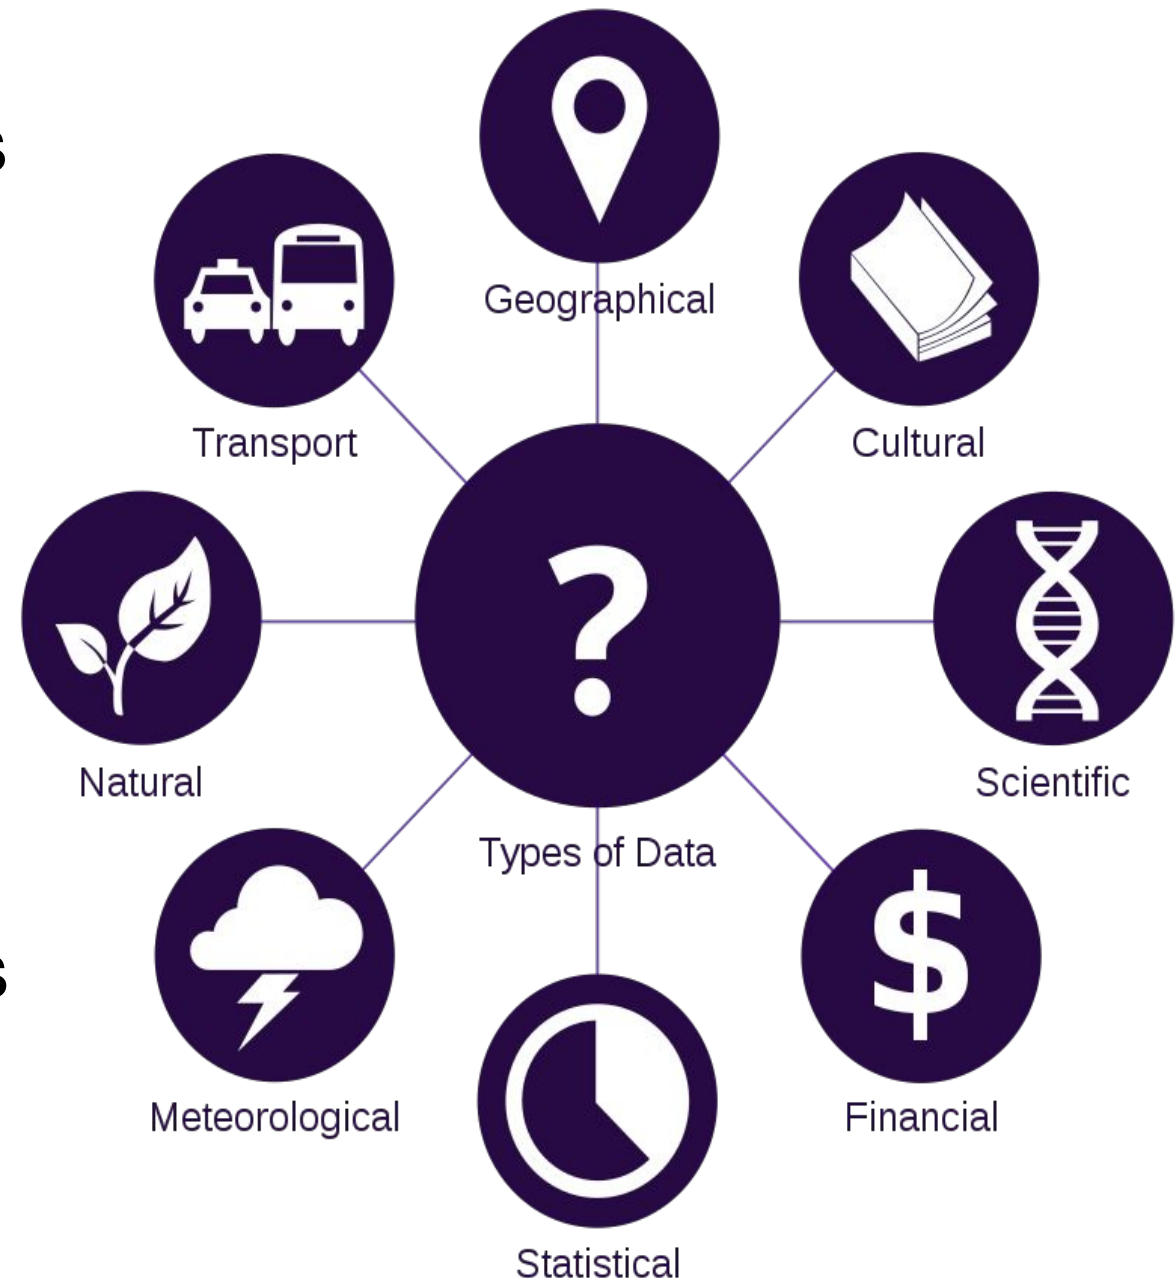 s
Geographical
Transport
Cultural
?
Natural
Scientific
Types of Data
s
$
Meteorological
Financial
Statistical